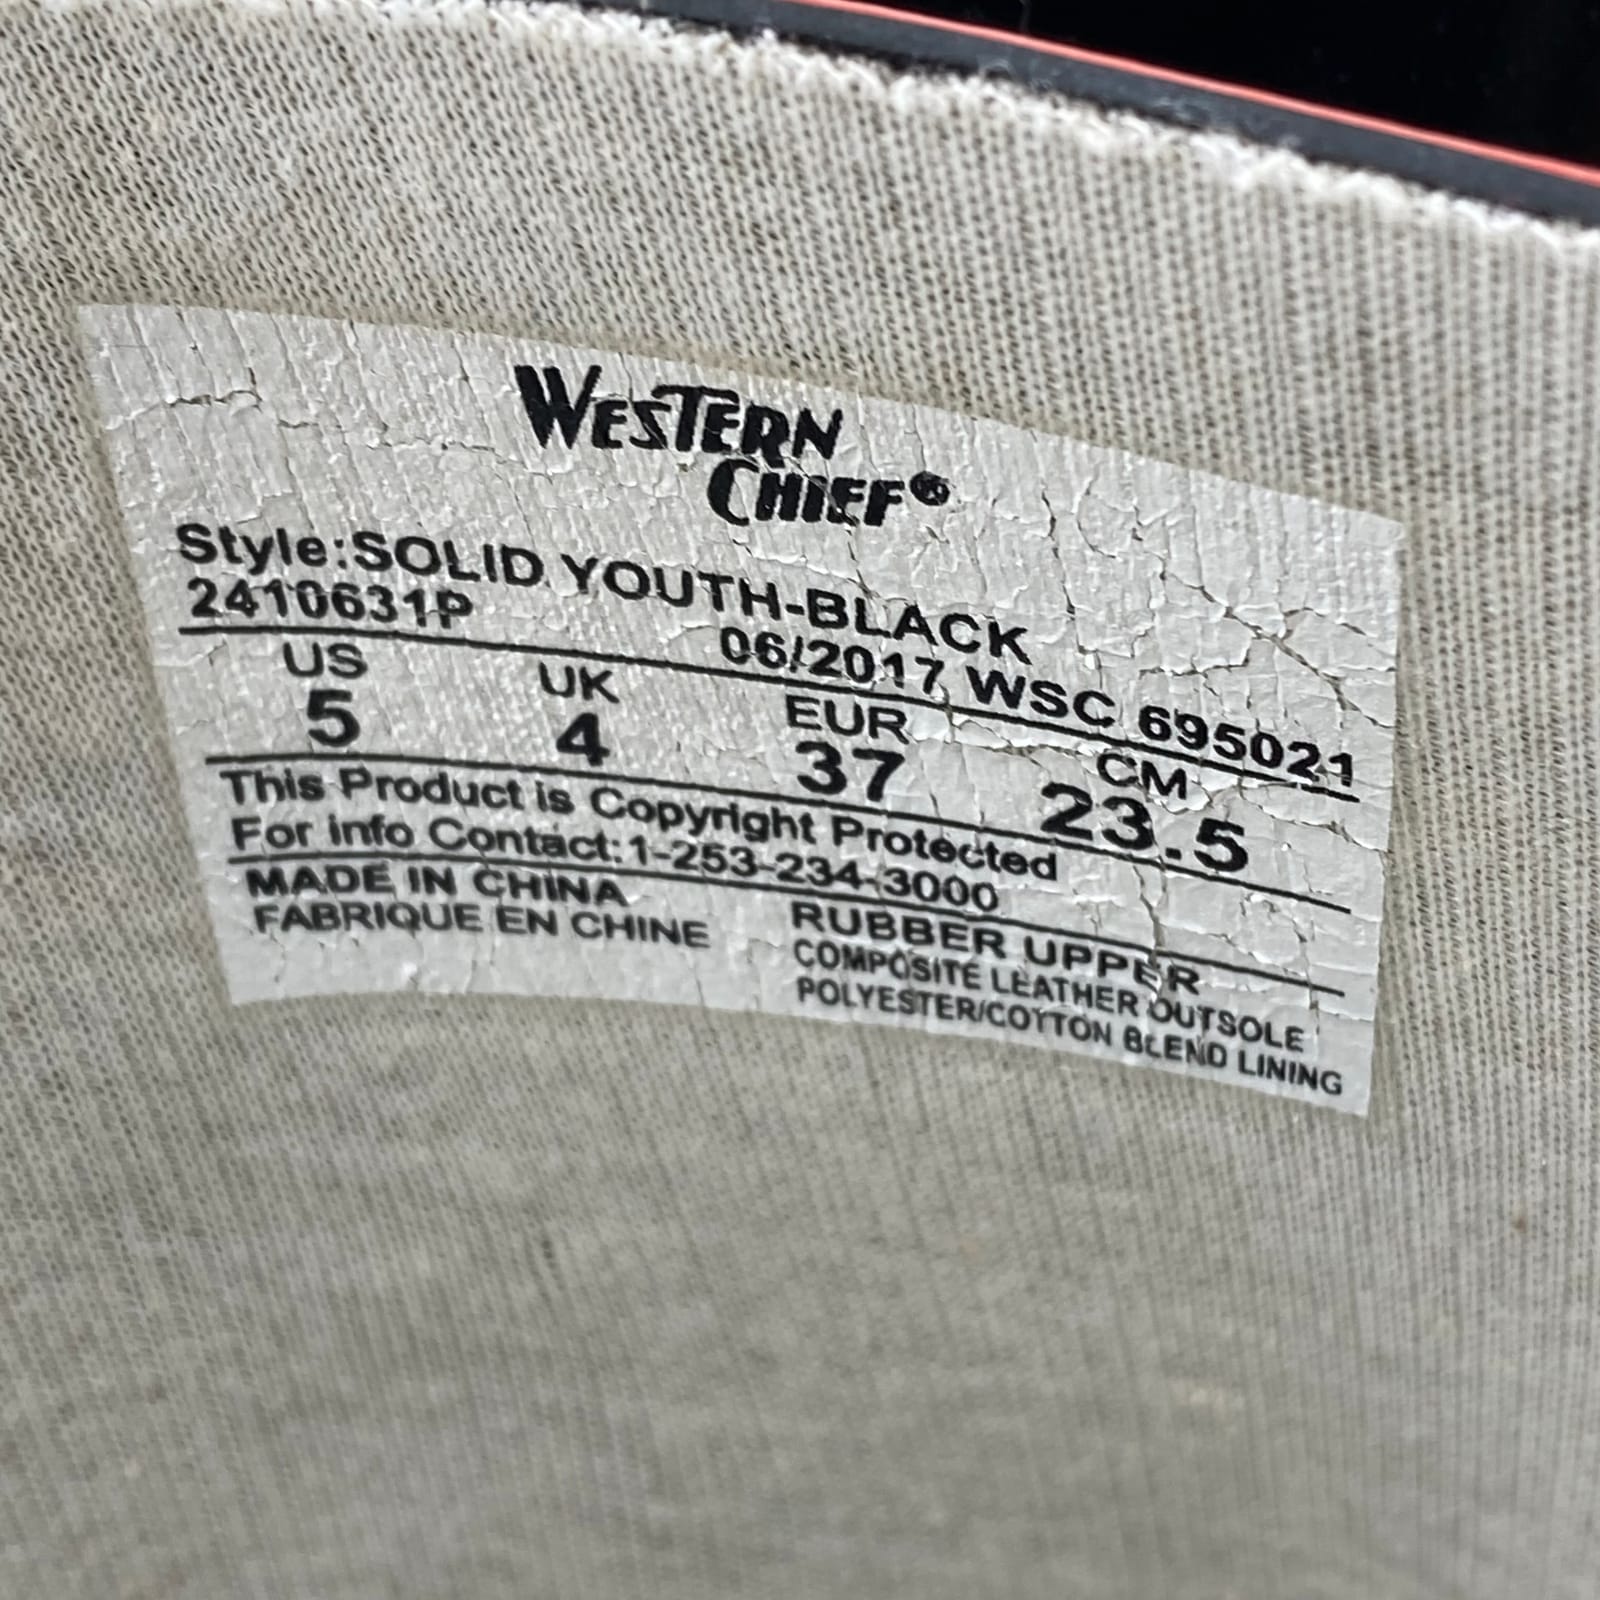 WESTERN
CHIEF®
Style:SOLID YOUTH-BLACK
2410631P 06/2017 WSC 695021
US UK EUR CM
5 4 37 23.5
This Product is Copyright Protected
For Info Contact:1-253-234-3000
MADE IN CHINA
FABRIQUE EN CHINE
RUBBER UPPER
COMPOSITE LEATHER OUTSOLE
POLYESTER/COTTON BLEND LINING